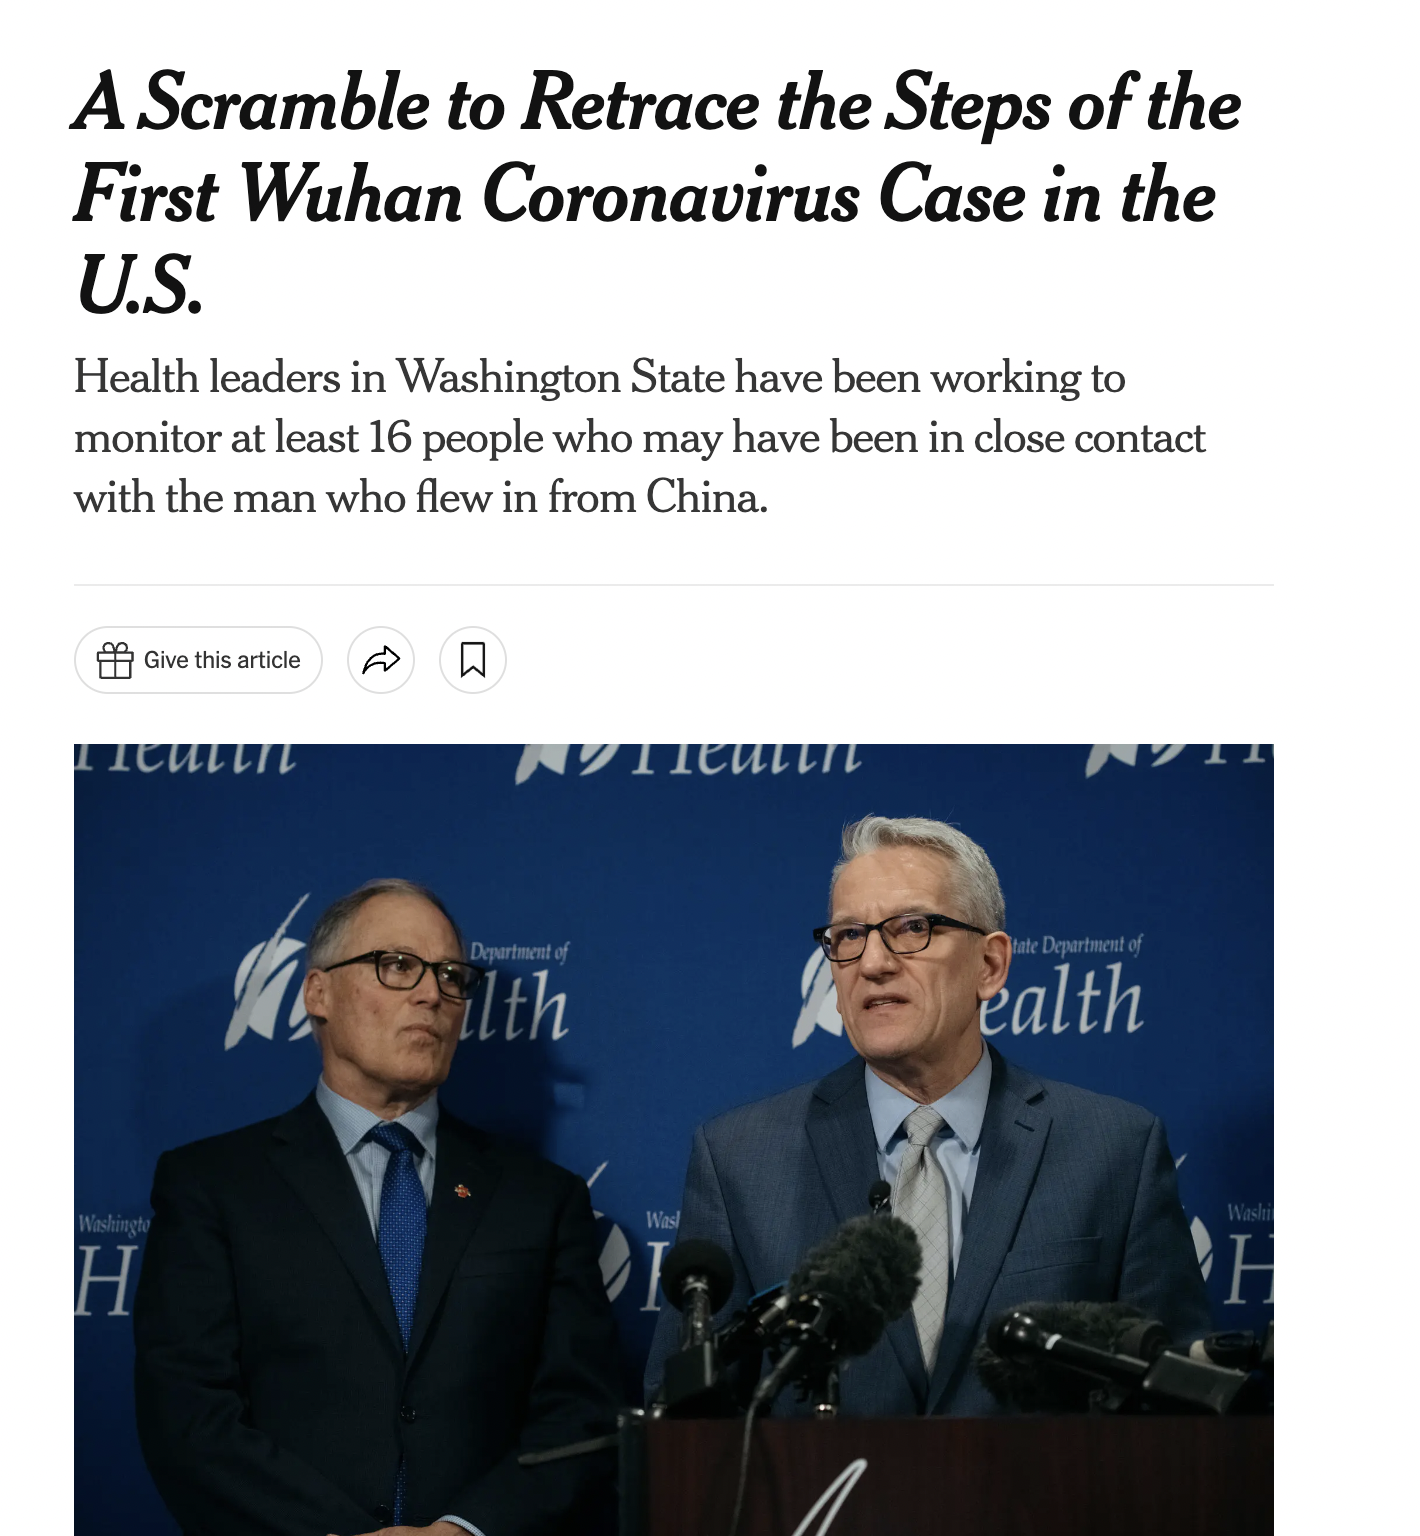 A Scramble to Retrace the Steps of the
First Wuhan Coronavirus Case in the
U.S.
Health leaders in Washington State have been working to
monitor at least 16 people who may have been in close contact
with the man who flew in from China.
Give this article
Health Health H
Department of
lth
tate Department of
ealth
Washingto
H
Was
H
Washi
H